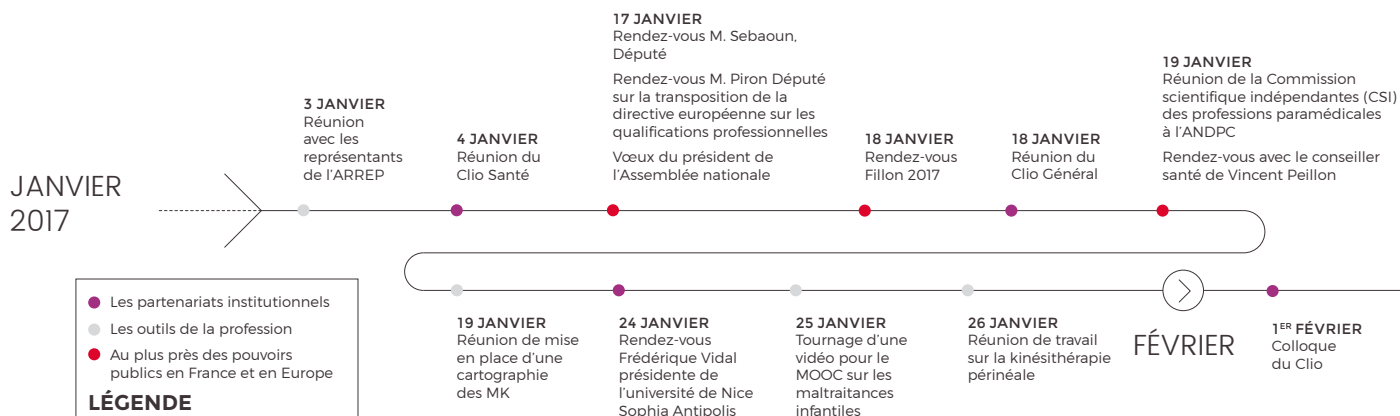 JANVIER
2017
3 JANVIER
Réunion
avec les
représentants
de l'ARREP
4 JANVIER
Réunion du
Clio Santé
17 JANVIER
Rendez-vous M. Sebaoun,
Député
Rendez-vous M. Piron Député
sur la transposition de la
directive européenne sur les
qualifications professionnelles
Vœux du président de
l'Assemblée nationale
18 JANVIER
Rendez-vous
Fillon 2017
18 JANVIER
Réunion du
Clio Général
19 JANVIER
Réunion de la Commission
scientifique indépendantes (CSI)
des professions paramédicales
à l'ANDPC
Rendez-vous avec le conseiller
santé de Vincent Peillon
19 JANVIER
Réunion de mise
en place d'une
cartographie
des MK
24 JANVIER
Rendez-vous
Frédérique Vidal
présidente de
l'université de Nice
Sophia Antipolis
25 JANVIER
Tournage d'une
vidéo pour le
MOOC sur les
maltraitances
infantiles
26 JANVIER
Réunion de travail
sur la kinésithérapie
périnéale
FÉVRIER
1ER FÉVRIER
Colloque
du Clio
Les partenariats institutionnels
Les outils de la profession
Au plus près des pouvoirs
publics en France et en Europe
LÉGENDE